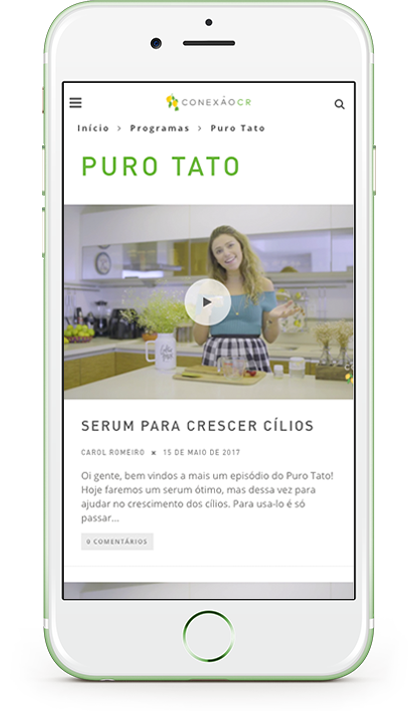 CONEXÃOCR
Início > Programas > Puro Tato
PURO TATO
SERUM PARA CRESCER CÍLIOS
CAROL ROMEIRO × 15 DE MAIO DE 2017
Oi gente, bem vindos a mais um episódio do Puro Tato!
Hoje faremos um serum ótimo, mas dessa vez para
ajudar no crescimento dos cílios. Para usa-lo é só
passar...
0 COMENTÁRIOS